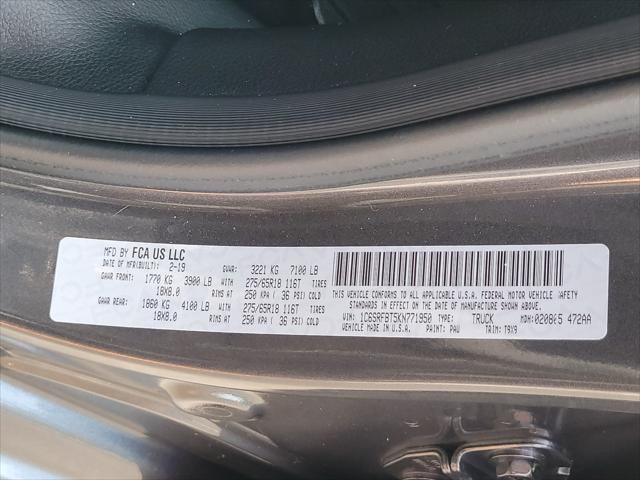 MFD BY FCA US LLC
DATE OF MFR(BUILT): 2-19 GVWR: 3221 KG 7100 LB
GAWR FRONT: 1770 KG 3900 LB WITH 275/65R18 116T TIRES
18X8.0 RIMS AT 250 KPA ( 36 PSI) COLD
GAWR REAR: 1860 KG 4100 LB WITH 275/65R18 116T TIRES
18X8.0 RIMS AT 250 KPA ( 36 PSI) COLD
THIS VEHICLE CONFORMS TO ALL APPLICABLE U.S.A. FEDERAL MOTOR VEHICLE SAFETY
STANDARDS IN EFFECT ON THE DATE OF MANUFACTURE SHOWN ABOVE.
VIN: 1C6SRFBT5KN771950 TYPE: TRUCK MDH: 472AA
VEHICLE MADE IN U.S.A. PAINT: PAU TRIM: T9X9